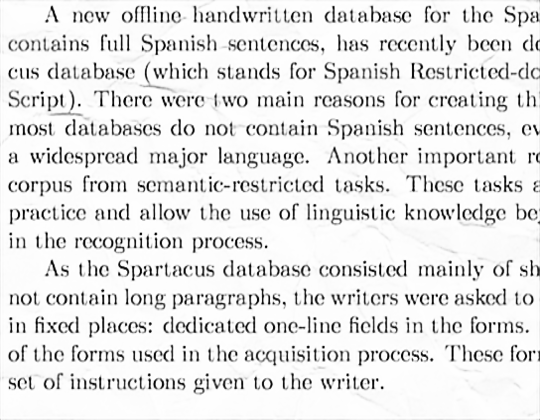 A new offline handwritten database for the Spa
contains full Spanish sentences, has recently been de
cus database (which stands for Spanish Restricted-do
Script). There were two main reasons for creating th
most databases do not contain Spanish sentences, ev
a widespread major language. Another important re
corpus from semantic-restricted tasks. These tasks a
practice and allow the use of linguistic knowledge be
in the recognition process.
As the Spartacus database consisted mainly of sh
not contain long paragraphs, the writers were asked to
in fixed places: dedicated one-line fields in the forms.
of the forms used in the acquisition process. These for
set of instructions given to the writer.